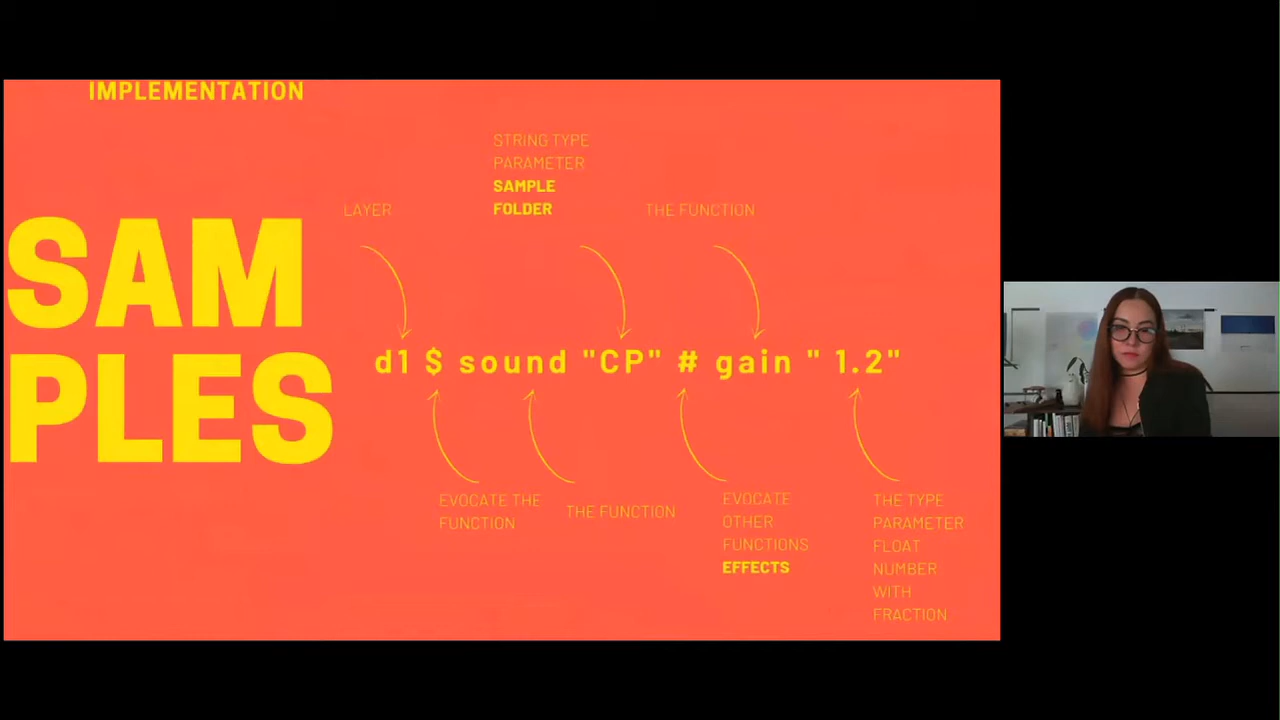 IMPLEMENTATION
SAM
PLES
LAYER
STRING TYPE
PARAMETER
SAMPLE
FOLDER
THE FUNCTION
d1 $ sound "CP" # gain " 1.2"
EVOCATE THE
FUNCTION
THE FUNCTION
EVOCATE
OTHER
FUNCTIONS
EFFECTS
THE TYPE
PARAMETER
FLOAT
NUMBER
WITH
FRACTION